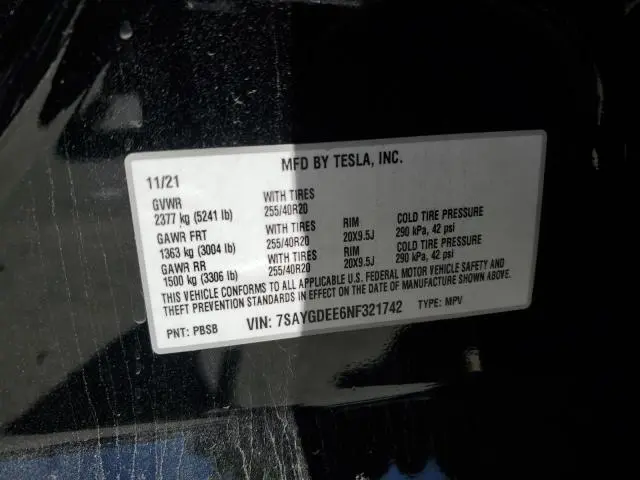 MFD BY TESLA, INC.
11/21
GVWR WITH TIRES
2377 kg (5241 lb) 255/40R20
GAWR FRT WITH TIRES RIM COLD TIRE PRESSURE
1363 kg (3004 lb) 255/40R20 20X9.5J 290 kPa, 42 psi
GAWR RR WITH TIRES RIM COLD TIRE PRESSURE
1500 kg (3306 lb) 255/40R20 20X9.5J 290 kPa, 42 psi
THIS VEHICLE CONFORMS TO ALL APPLICABLE U.S. FEDERAL MOTOR VEHICLE SAFETY AND
THEFT PREVENTION STANDARDS IN EFFECT ON THE DATE OF MANUFACTURE SHOWN ABOVE.
PNT: PBSB VIN: 7SAYGDEE6NF321742 TYPE: MPV